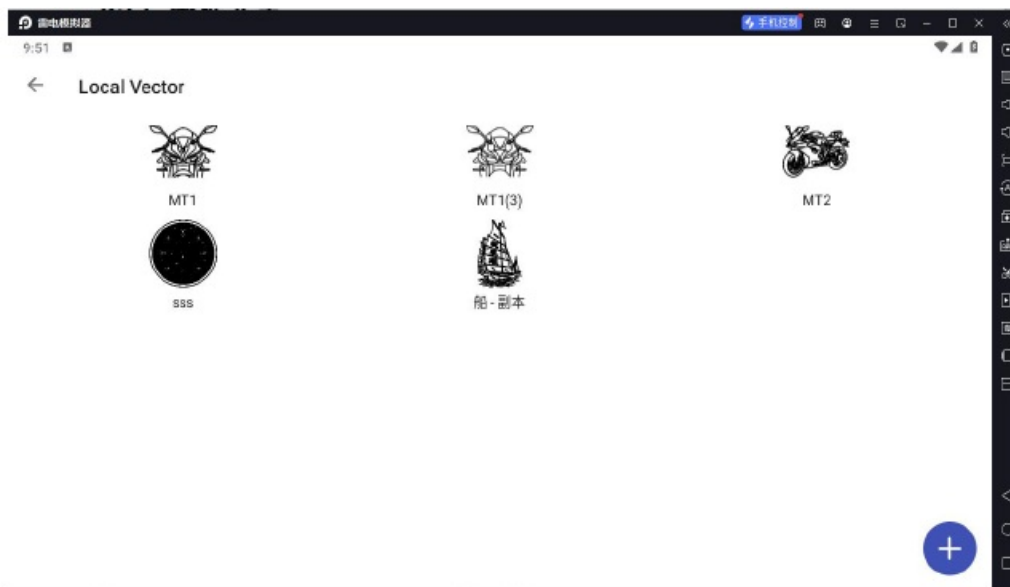 雷电模拟器
手机控制
9:51
Local Vector
MT1
MT1(3)
MT2
sss
船 - 副本